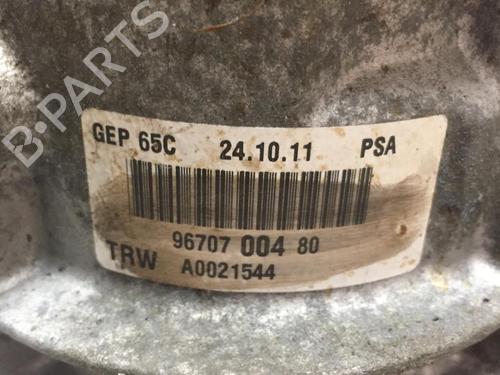 GEP 65C 24.10.11 PSA
96707 004 80
TRW A0021544
B-PARTS